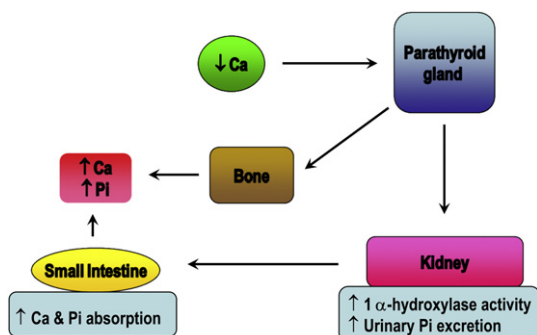 ↓ Ca
Parathyroid
gland
↑ Ca
↑ Pi
Bone
Small Intestine
↑ Ca & Pi absorption
Kidney
↑ 1 α-hydroxylase activity
↑ Urinary Pi excretion